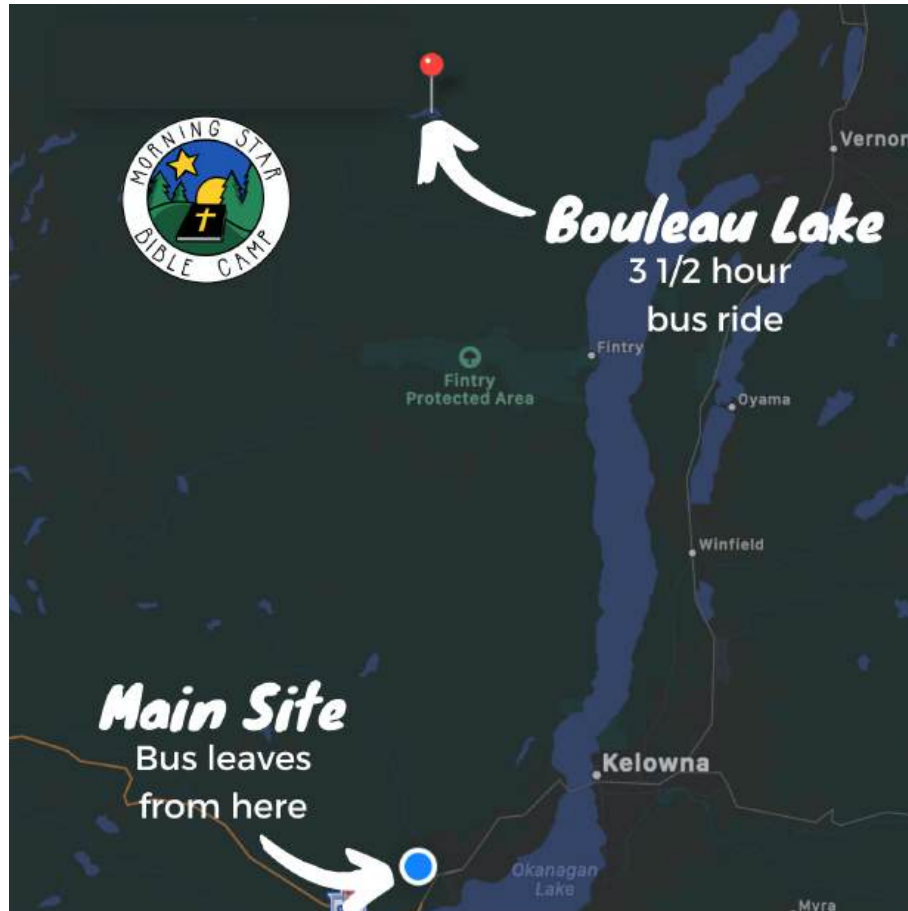 MORNING STAR
BIBLE CAMP
Vernon
Bouleau Lake
3 1/2 hour
bus ride
Fintry
Fintry
Protected Area
Oyama
Winfield
Main Site
Bus leaves
from here
Kelowna
Okanagan
Lake
Myra